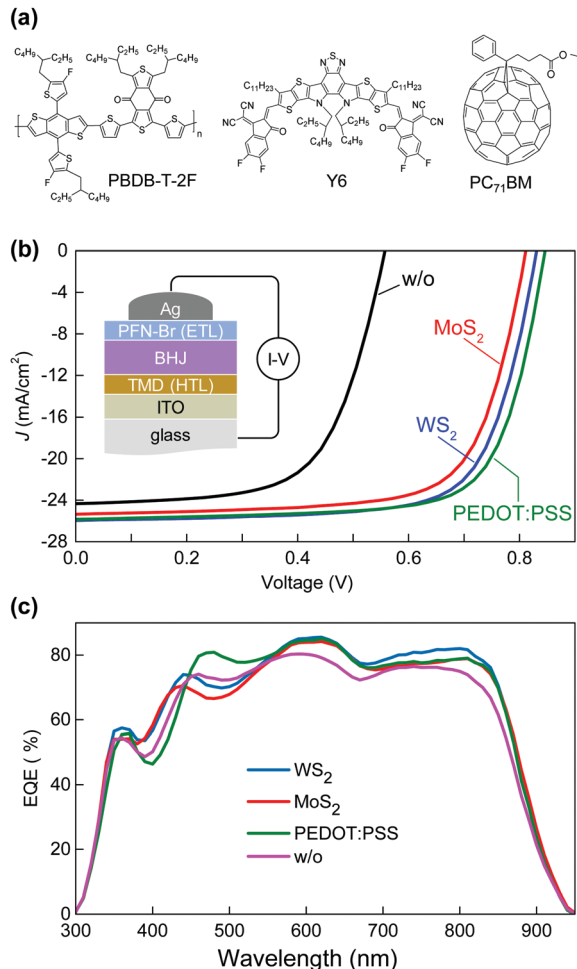 (a)
C4H9
C2H5
C2H5
C4H9
C4H9
C2H5
F
S
S
S
O
O
S
S
S
S
S
n
S
F
C2H5
C4H9
PBDB-T-2F
N
S
N
C11H23
C11H23
S
S
S
S
N
N
NC
CN
O
C2H5
C4H9
C2H5
C4H9
O
CN
CN
F
F
F
F
Y6
O
O
PC71BM
(b)
0
-4
-8
-12
-16
-20
-24
-28
J (mA/cm2)
w/o
Ag
PFN-Br (ETL)
BHJ
TMD (HTL)
ITO
glass
I-V
MoS2
WS2
PEDOT:PSS
0.0 0.2 0.4 0.6 0.8
Voltage (V)
(c)
80
60
40
20
0
EQE ( %)
WS2
MoS2
PEDOT:PSS
w/o
300 400 500 600 700 800 900
Wavelength (nm)